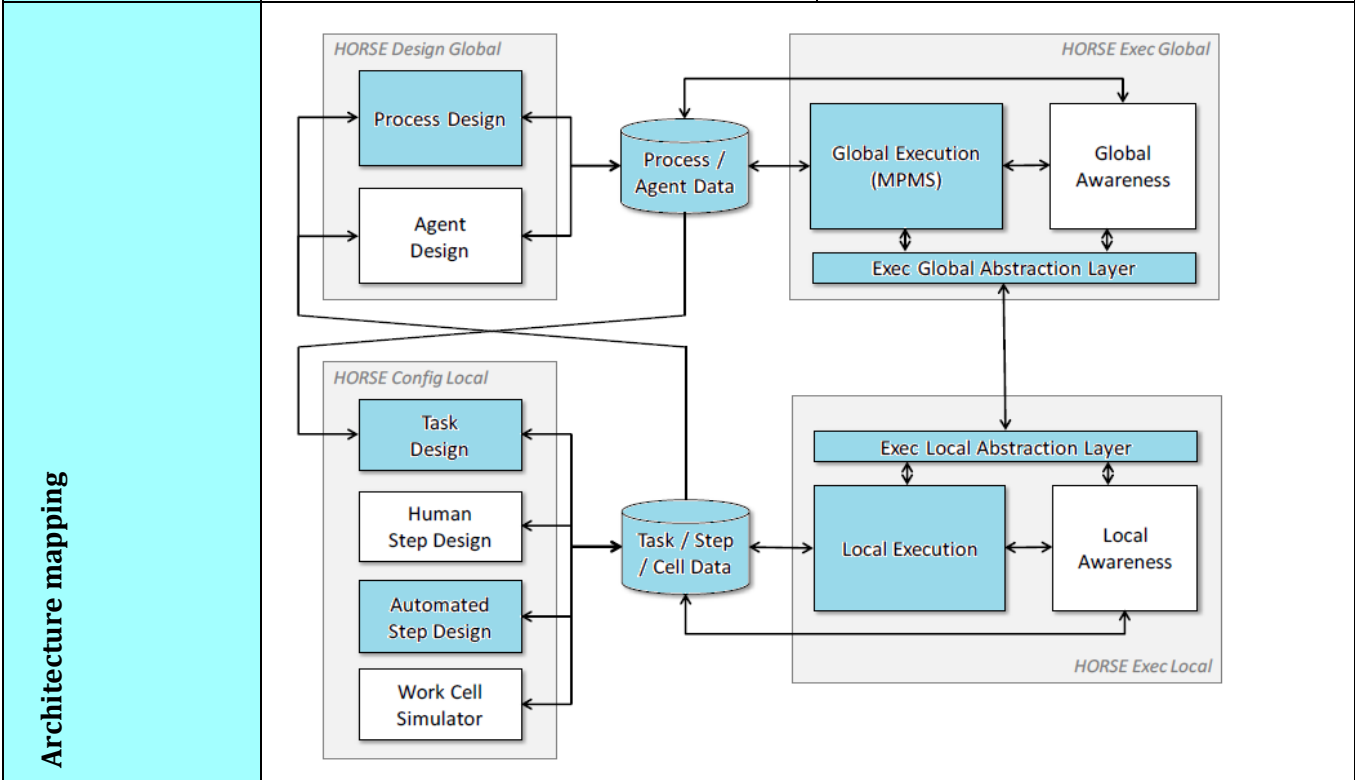 Architecture mapping
HORSE Design Global
Process Design
Agent
Design
Process /
Agent Data
HORSE Exec Global
Global Execution
(MPMS)
Global
Awareness
Exec Global Abstraction Layer
HORSE Config Local
Task
Design
Human
Step Design
Automated
Step Design
Work Cell
Simulator
Task / Step
/ Cell Data
Exec Local Abstraction Layer
Local Execution
Local
Awareness
HORSE Exec Local